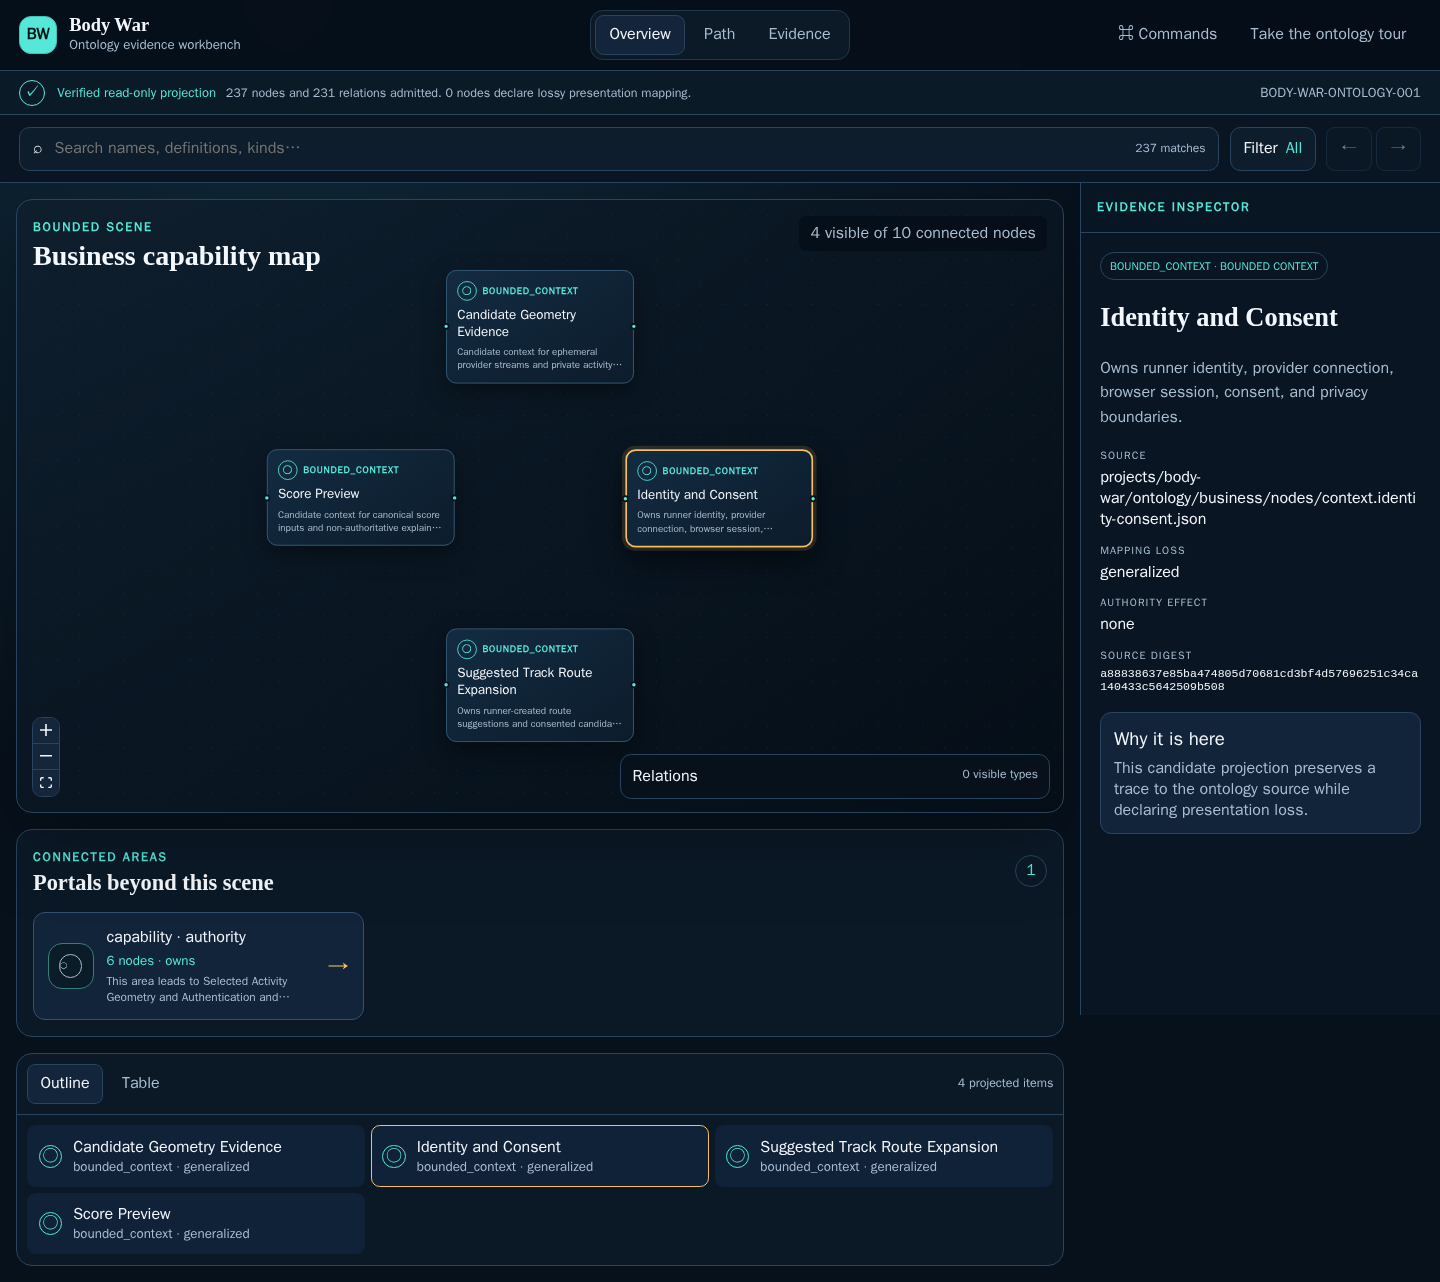 BW
Body War
Ontology evidence workbench
Overview
Path
Evidence
⌘ Commands
Take the ontology tour
✓
Verified read-only projection
237 nodes and 231 relations admitted. 0 nodes declare lossy presentation mapping.
BODY-WAR-ONTOLOGY-001
Search names, definitions, kinds…
237 matches
Filter All
←
→
BOUNDED SCENE
Business capability map
4 visible of 10 connected nodes
BOUNDED_CONTEXT
Candidate Geometry
Evidence
Candidate context for ephemeral
provider streams and private activity…
BOUNDED_CONTEXT
Score Preview
Candidate context for canonical score
inputs and non-authoritative explain…
BOUNDED_CONTEXT
Identity and Consent
Owns runner identity, provider
connection, browser session,…
BOUNDED_CONTEXT
Suggested Track Route
Expansion
Owns runner-created route
suggestions and consented candida…
Relations
0 visible types
CONNECTED AREAS
Portals beyond this scene
1
capability · authority
6 nodes · owns
This area leads to Selected Activity
Geometry and Authentication and…
→
Outline
Table
4 projected items
Candidate Geometry Evidence
bounded_context · generalized
Identity and Consent
bounded_context · generalized
Suggested Track Route Expansion
bounded_context · generalized
Score Preview
bounded_context · generalized
EVIDENCE INSPECTOR
BOUNDED_CONTEXT · BOUNDED CONTEXT
Identity and Consent
Owns runner identity, provider connection,
browser session, consent, and privacy
boundaries.
SOURCE
projects/body-
war/ontology/business/nodes/context.identi
ty-consent.json
MAPPING LOSS
generalized
AUTHORITY EFFECT
none
SOURCE DIGEST
a88838637e85ba474805d70681cd3bf4d57696251c34ca
140433c5642509b508
Why it is here
This candidate projection preserves a
trace to the ontology source while
declaring presentation loss.